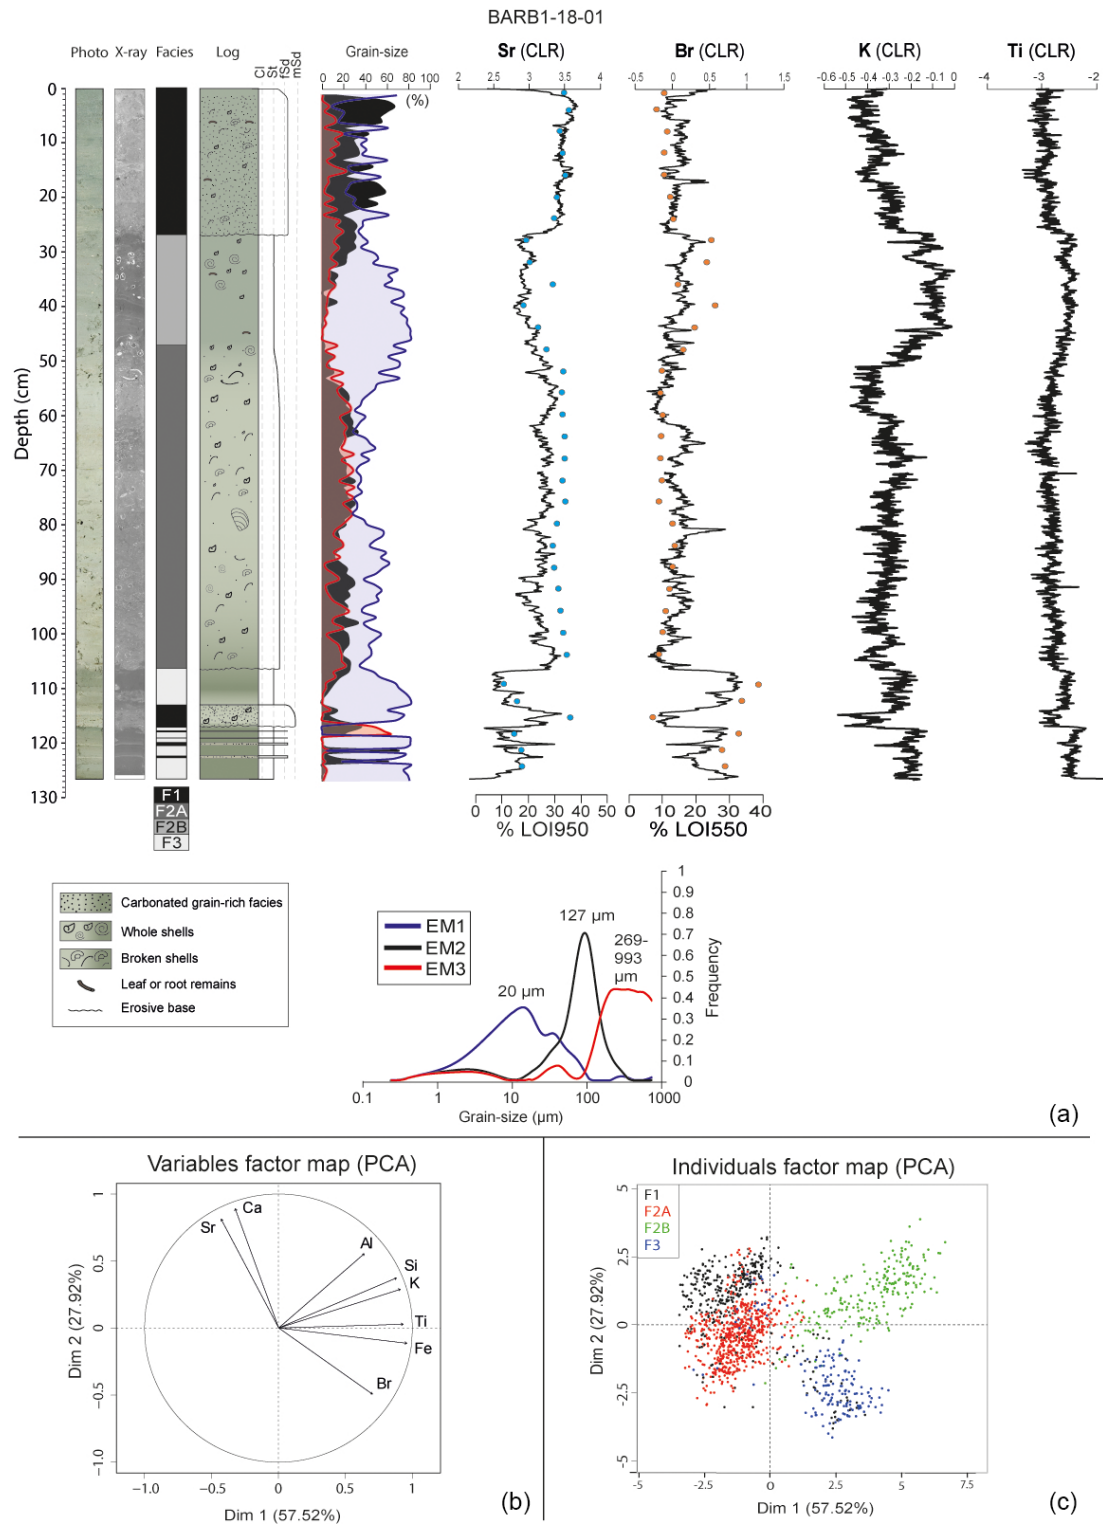 BARB1-18-01
Photo X-ray Facies Log Grain-size Sr (CLR) Br (CLR) K (CLR) Ti (CLR)
Cl St fSd mSd
0 20 40 60 80 100
(%)
2 2.5 3 3.5 4
-0.5 0 0.5 1 1.5
-0.6 -0.5 -0.4 -0.3 -0.2 -0.1 0
-4 -3 -2
Depth (cm)
0
10
20
30
40
50
60
70
80
90
100
110
120
130
F1
F2A
F2B
F3
0 10 20 30 40 50
% LOI950
0 10 20 30 40
% LOI550
Carbonated grain-rich facies
Whole shells
Broken shells
Leaf or root remains
Erosive base
EM1
EM2
EM3
20 µm
127 µm
269-
993
µm
1
0.9
0.8
0.7
0.6
0.5
0.4
0.3
0.2
0.1
0
Frequency
0.1 1 10 100 1000
Grain-size (µm)
(a)
Variables factor map (PCA)
Dim 2 (27.92%)
1
0.5
0
−0.5
−1.0
Sr
Ca
Al
Si
K
Ti
Fe
Br
−1.0 −0.5 0 0.5 1
Dim 1 (57.52%)
(b)
Individuals factor map (PCA)
Dim 2 (27.92%)
5
2.5
0
-2.5
-5
F1
F2A
F2B
F3
-5 -2.5 0 2.5 5 7.5
Dim 1 (57.52%)
(c)